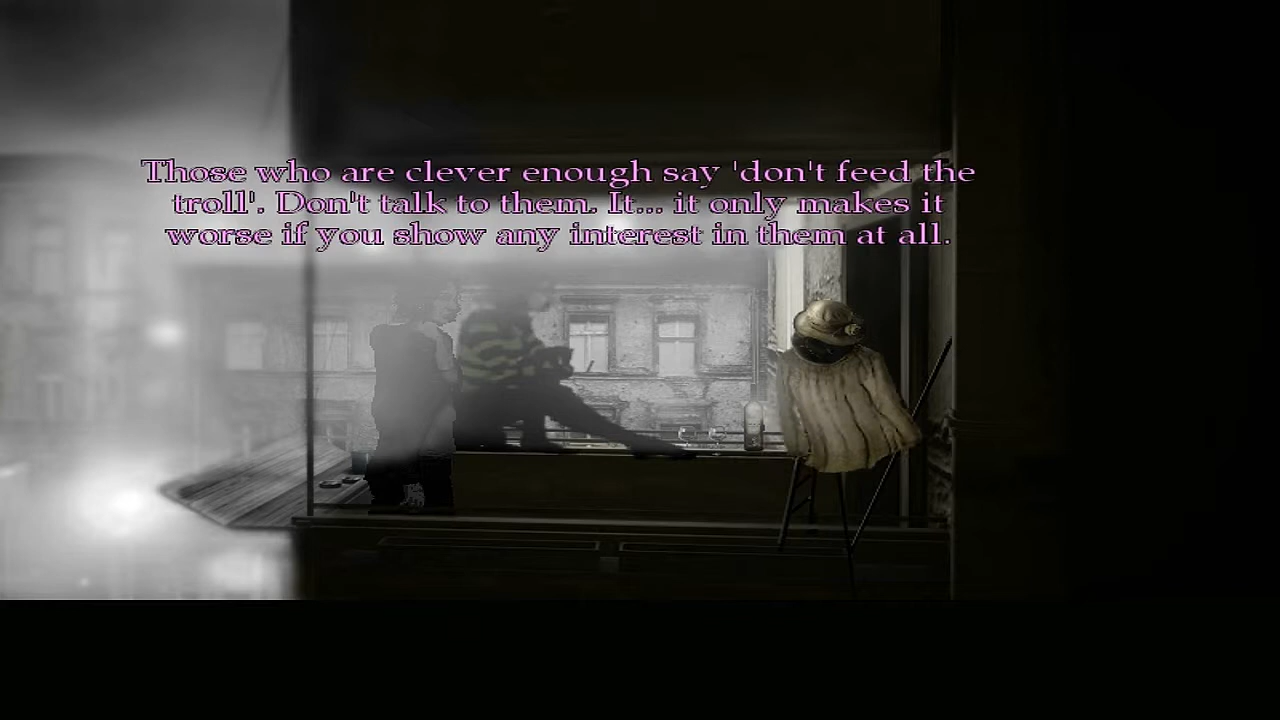 Those who are clever enough say 'don't feed the
troll'. Don't talk to them. It... it only makes it
worse if you show any interest in them at all.